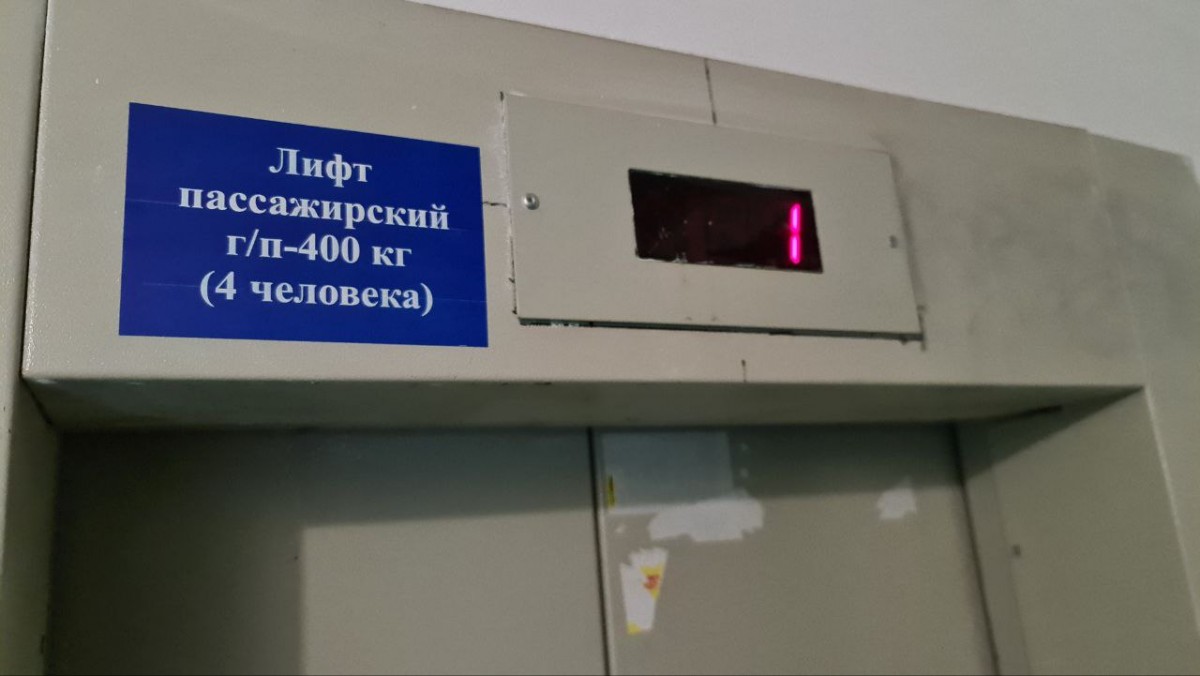 Лифт
пассажирский
г/п-400 кг
(4 человека)
1